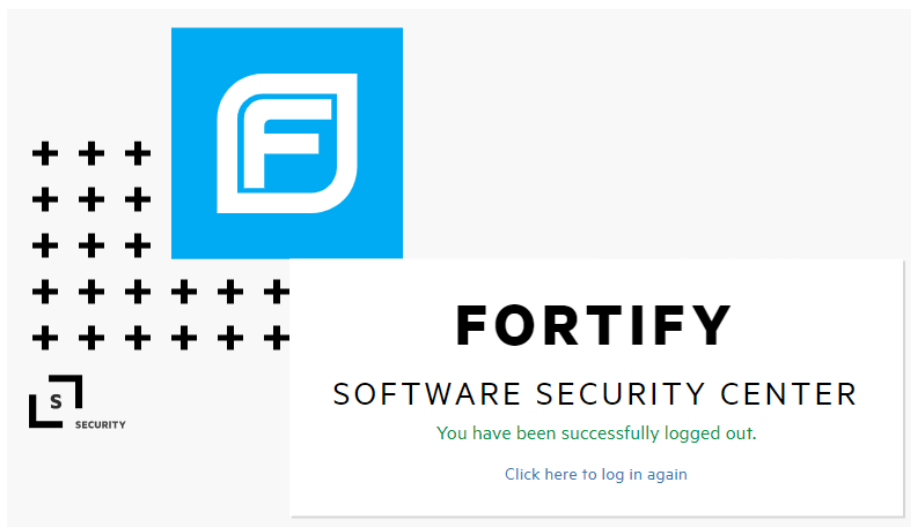 F
FORTIFY
SOFTWARE SECURITY CENTER
You have been successfully logged out.
Click here to log in again
S
SECURITY